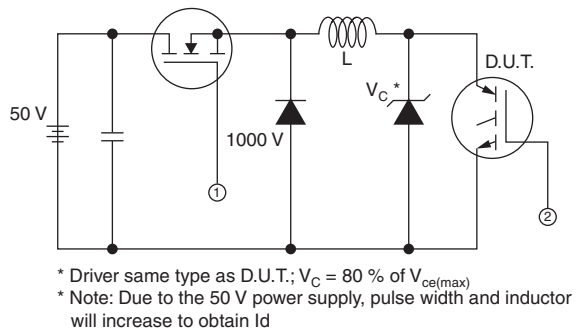 L
D.U.T.
V_C *
50 V
1000 V
①
②
* Driver same type as D.U.T.; V_C = 80 % of V_ce(max)
* Note: Due to the 50 V power supply, pulse width and inductor
will increase to obtain Id